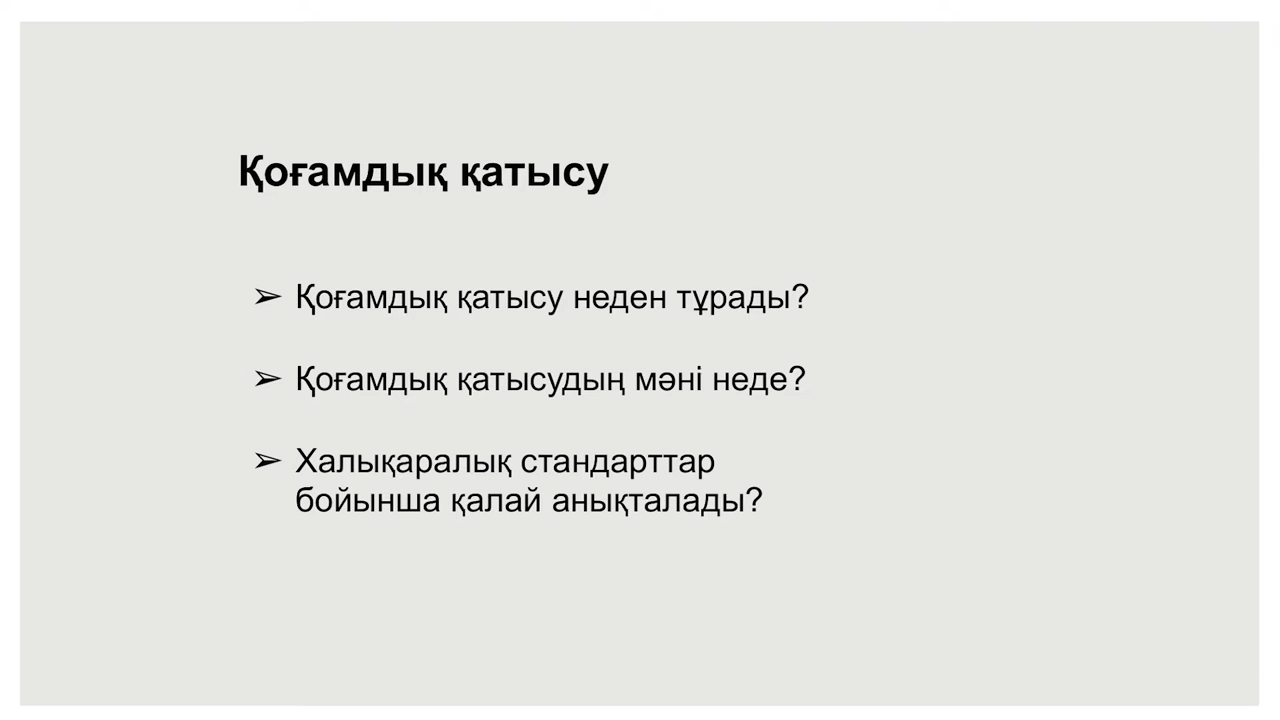 Қоғамдық қатысу
➢ Қоғамдық қатысу неден тұрады?
➢ Қоғамдық қатысудың мәні неде?
➢ Халықаралық стандарттар
бойынша қалай анықталады?